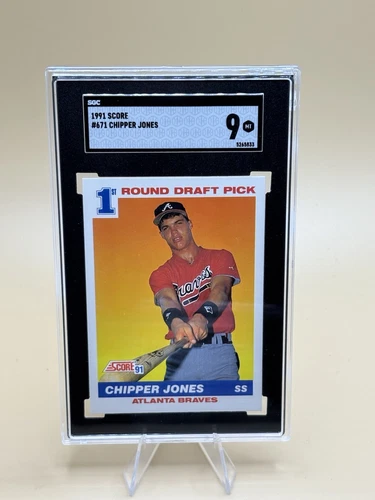 SGC
1991 SCORE
#671 CHIPPER JONES
9 MT
5265033
1ST ROUND DRAFT PICK
A
Braves
SCORE 91
CHIPPER JONES SS
ATLANTA BRAVES